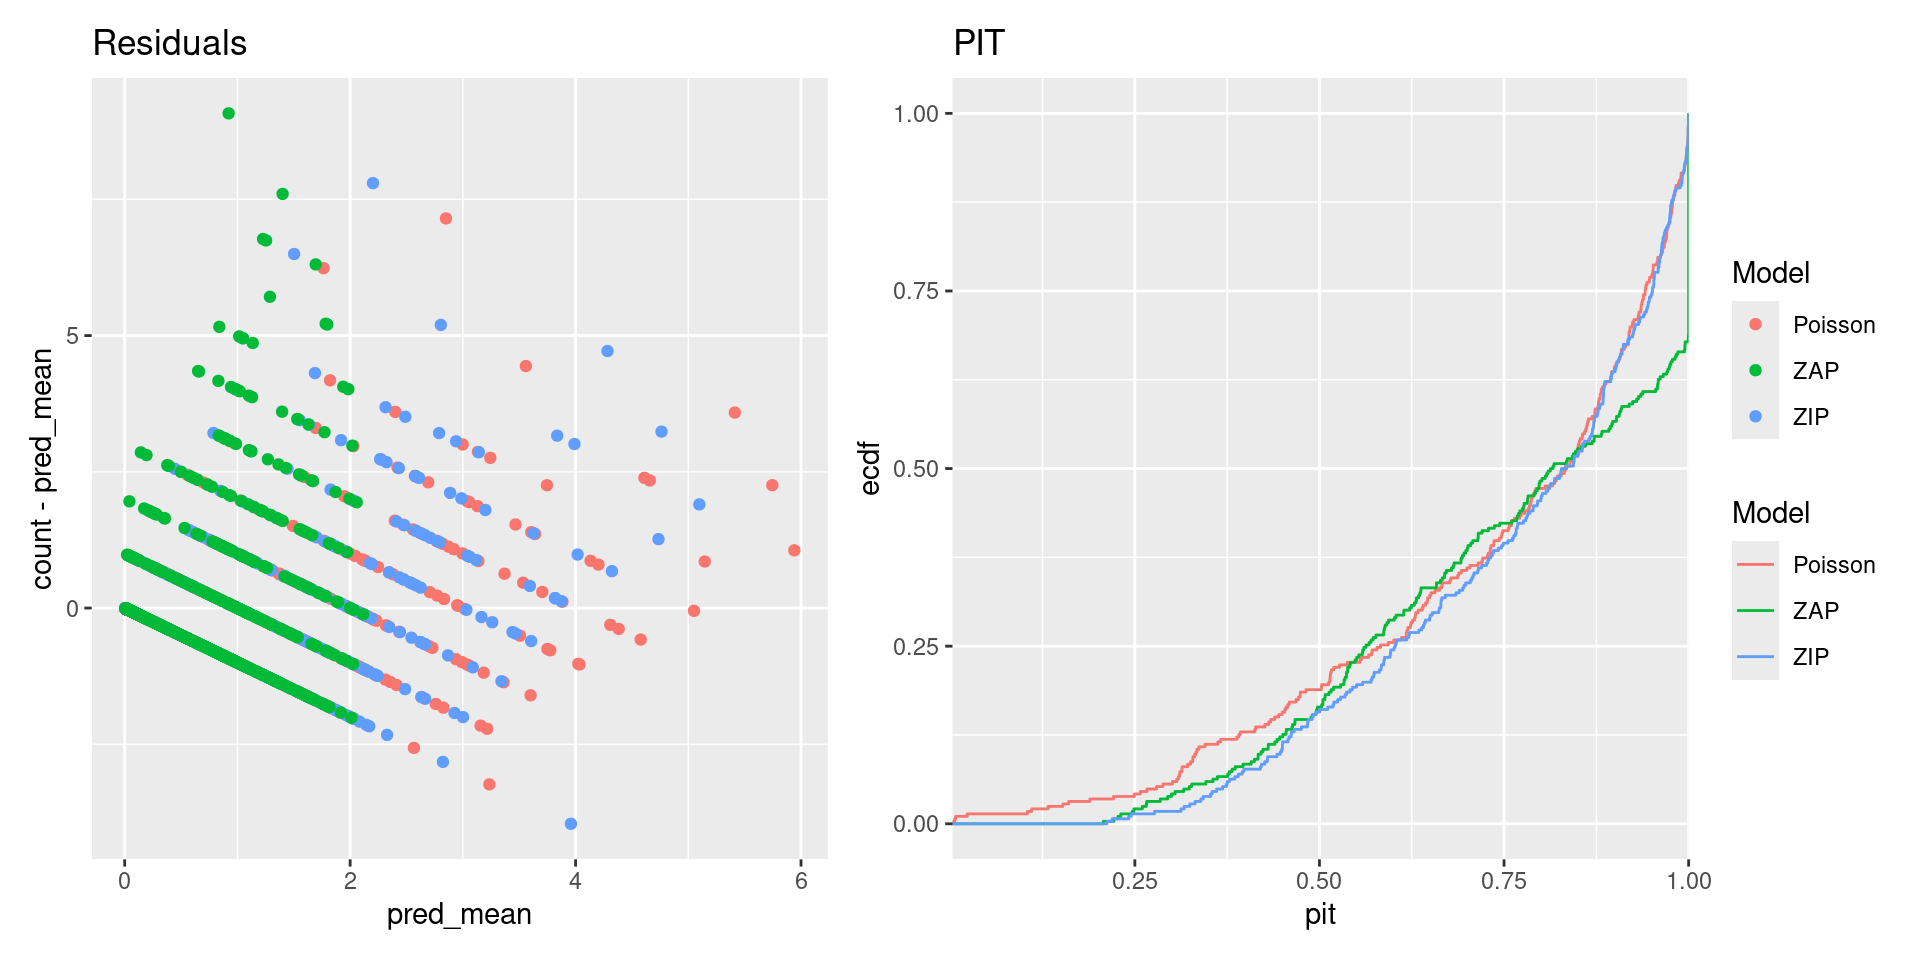 Residuals
count - pred_mean
5
0
0
2
4
6
pred_mean
PIT
ecdf
1.00
0.75
0.50
0.25
0.00
0.25
0.50
0.75
1.00
pit
Model
Poisson
ZAP
ZIP
Model
Poisson
ZAP
ZIP